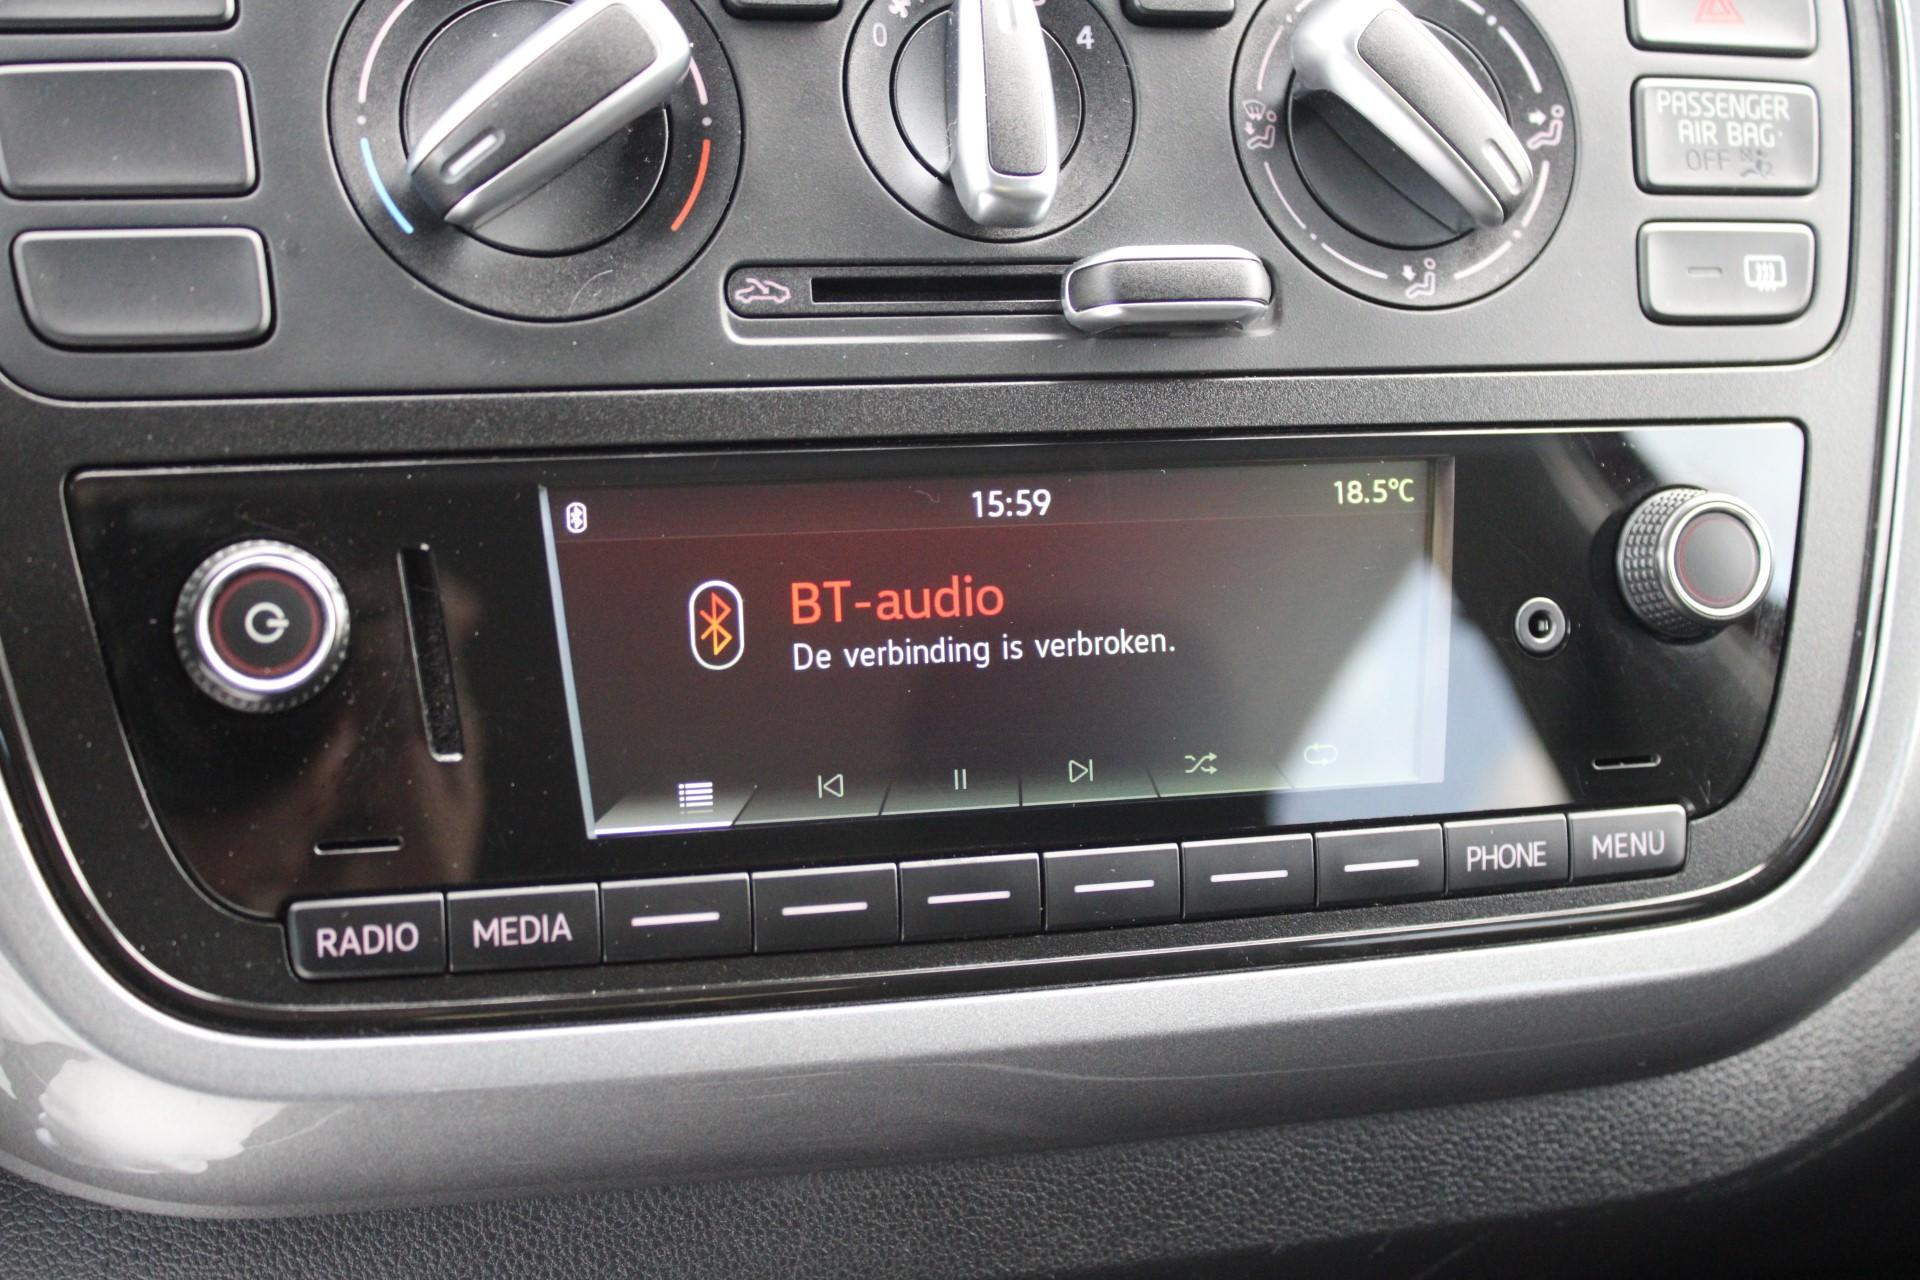 0
4
PASSENGER
AIR BAG
OFF
15:59
18.5°C
BT-audio
De verbinding is verbroken.
RADIO
MEDIA
PHONE
MENU